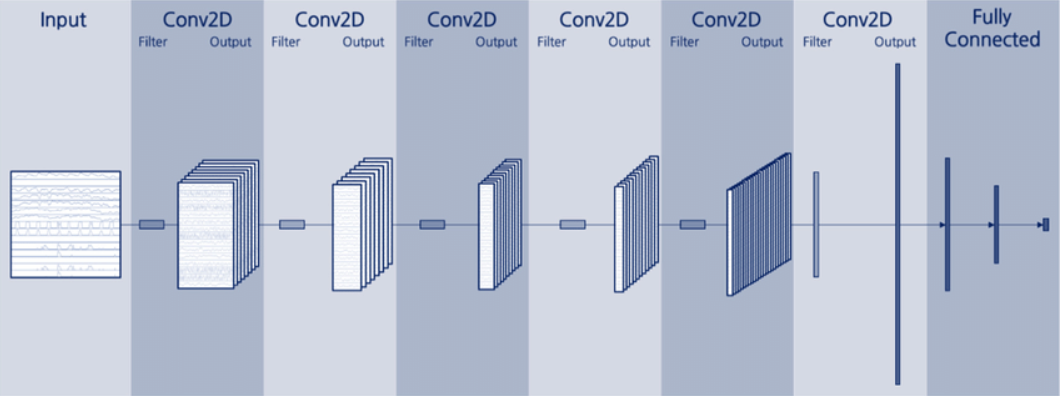 Input
Conv2D
Filter Output
Conv2D
Filter Output
Conv2D
Filter Output
Conv2D
Filter Output
Conv2D
Filter Output
Conv2D
Filter Output
Fully
Connected